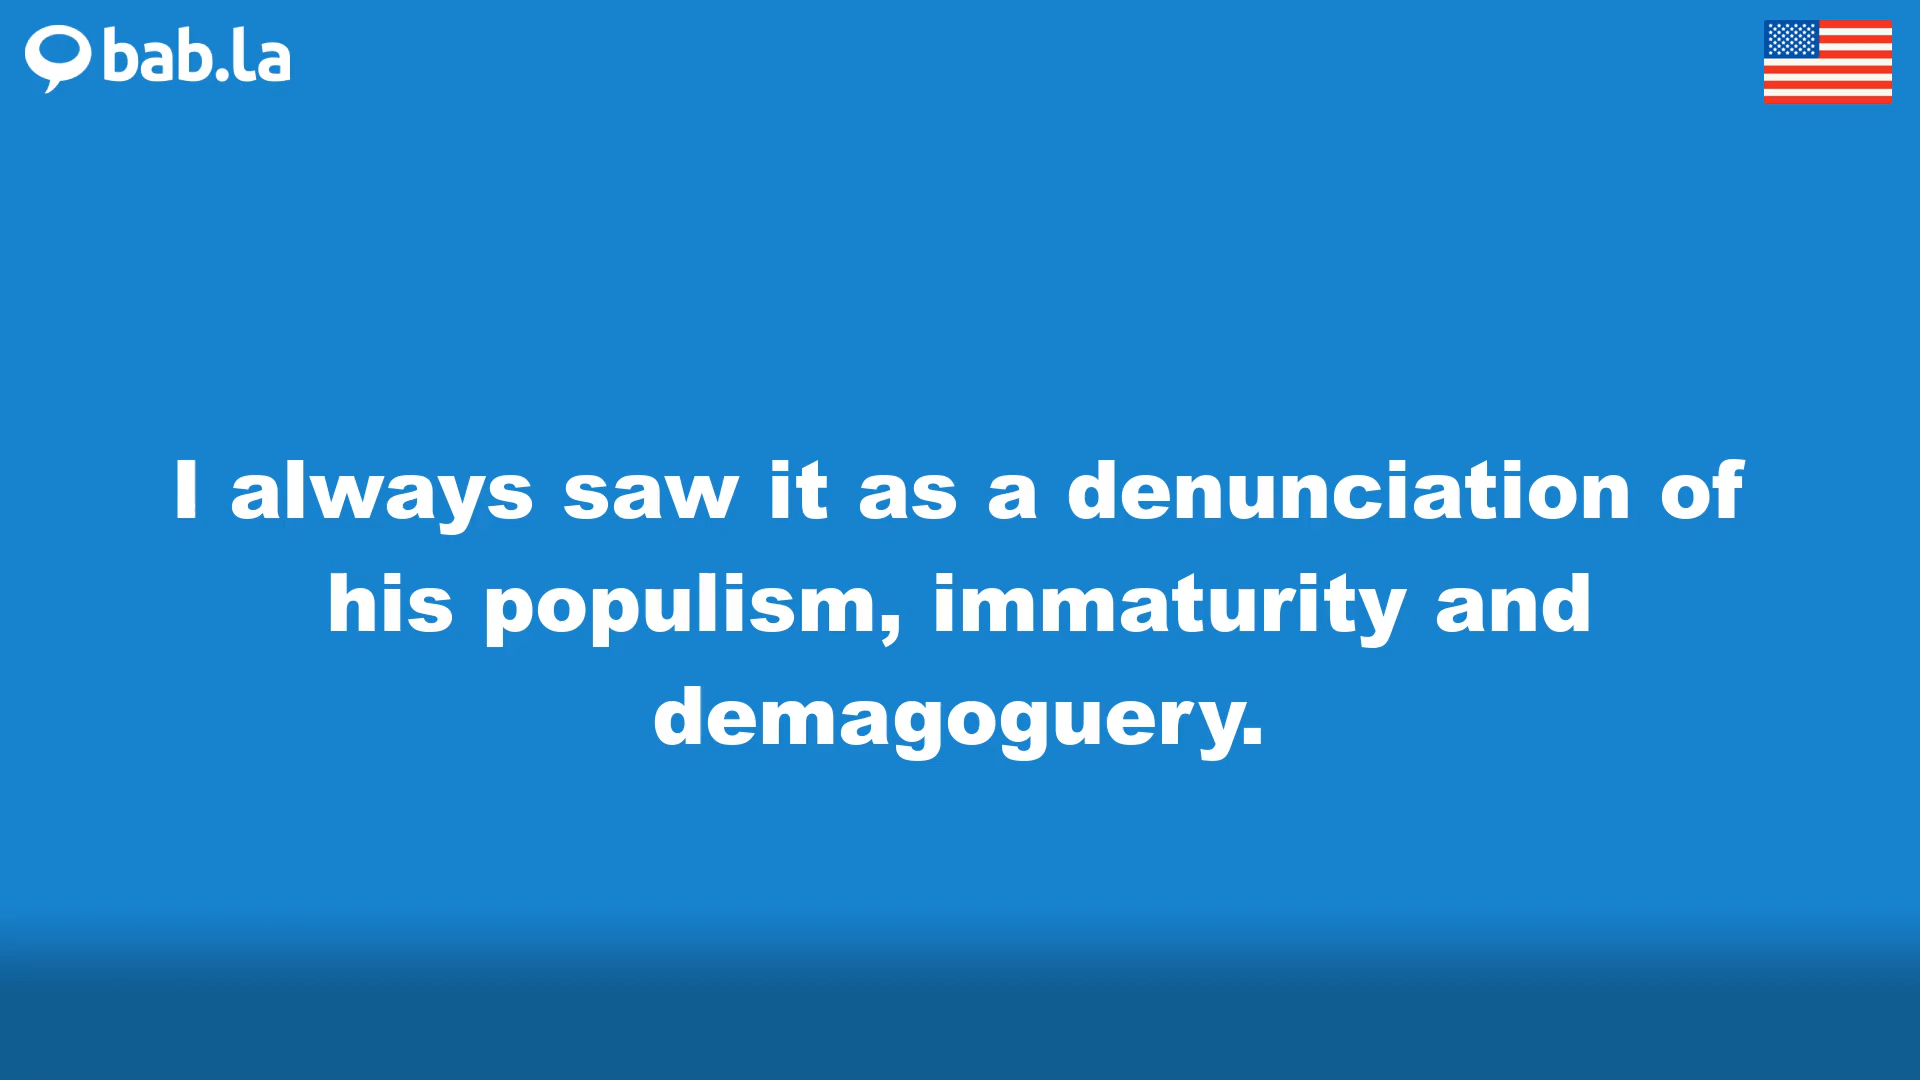 bab.la
I always saw it as a denunciation of
his populism, immaturity and
demagoguery.